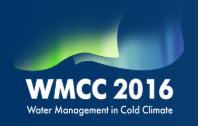 WMCC 2016
Water Management in Cold Climate